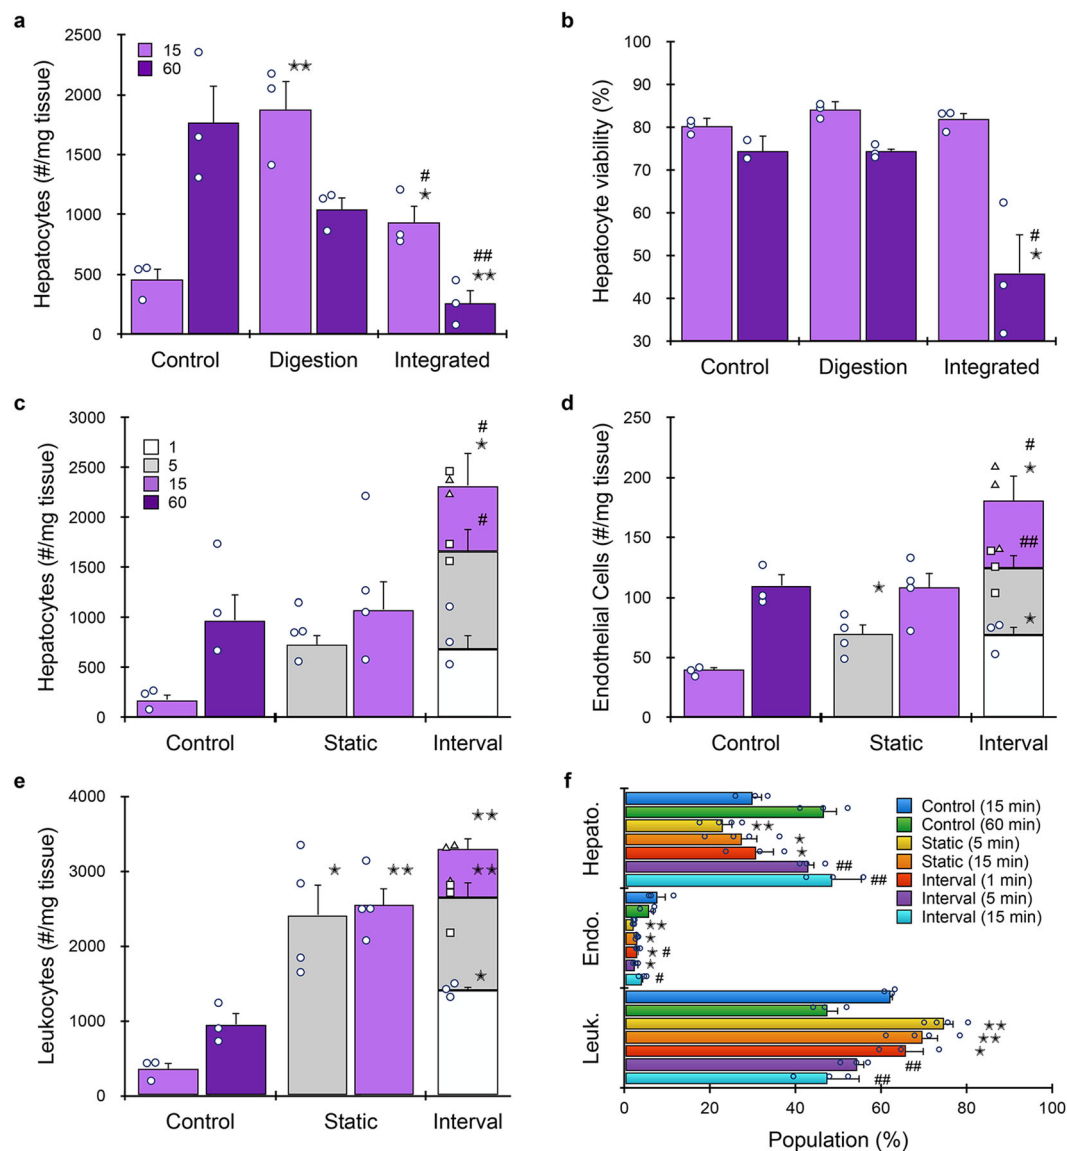 a
Hepatocytes (#/mg tissue)
2500
2000
1500
1000
500
0
15
60
★★
#
★
##
★★
Control Digestion Integrated
b
Hepatocyte viability (%)
100
90
80
70
60
50
40
30
#
★
Control Digestion Integrated
c
Hepatocytes (#/mg tissue)
3000
2500
2000
1500
1000
500
0
1
5
15
60
#
★
#
Control Static Interval
d
Endothelial Cells (#/mg tissue)
250
200
150
100
50
0
★
#
★
##
★
Control Static Interval
e
Leukocytes (#/mg tissue)
4000
3000
2000
1000
0
★
★★
★★
★★
★
Control Static Interval
f
Hepato.
Endo.
Leuk.
★★
★
★
##
##
★★
★
★ #
★
#
★★
★★
★
##
##
Control (15 min)
Control (60 min)
Static (5 min)
Static (15 min)
Interval (1 min)
Interval (5 min)
Interval (15 min)
0 20 40 60 80 100
Population (%)